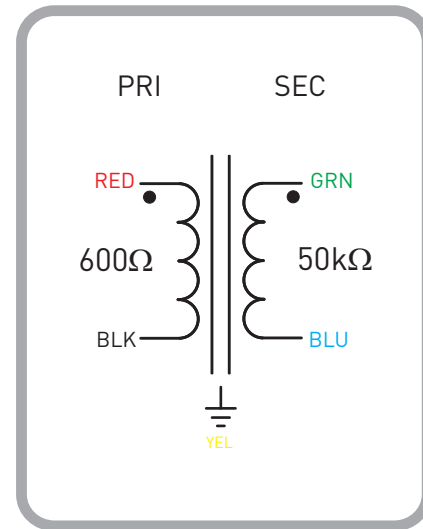 PRI SEC
RED GRN
600Ω 50kΩ
BLK BLU
YEL